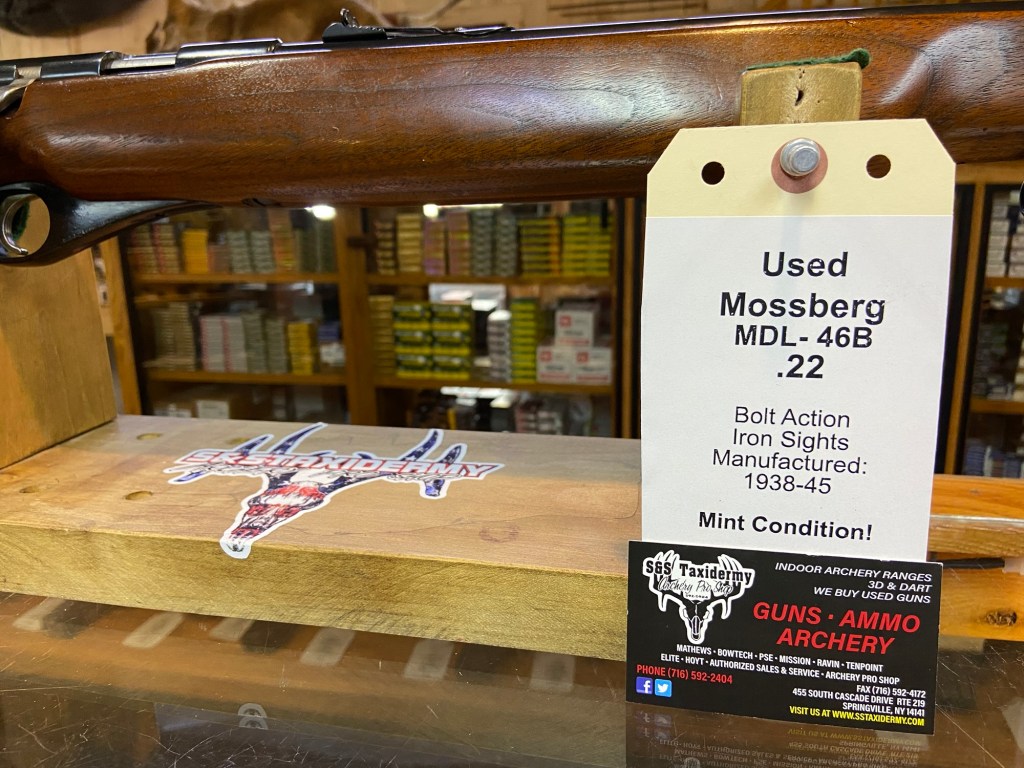 Used
Mossberg
MDL- 46B
.22
Bolt Action
Iron Sights
Manufactured:
1938-45
Mint Condition!
S&S TAXIDERMY
S&S Taxidermy
Archery Pro Shop
INDOOR ARCHERY RANGES
3D & DART
WE BUY USED GUNS
GUNS · AMMO
ARCHERY
MATHEWS · BOWTECH · PSE · MISSION · RAVIN · TENPOINT
ELITE · HOYT · AUTHORIZED SALES & SERVICE · ARCHERY PRO SHOP
PHONE (716) 592-2404
FAX (716) 592-4172
455 SOUTH CASCADE DRIVE RTE 219
SPRINGVILLE, NY 14141
VISIT US AT WWW.SSTAXIDERMY.COM